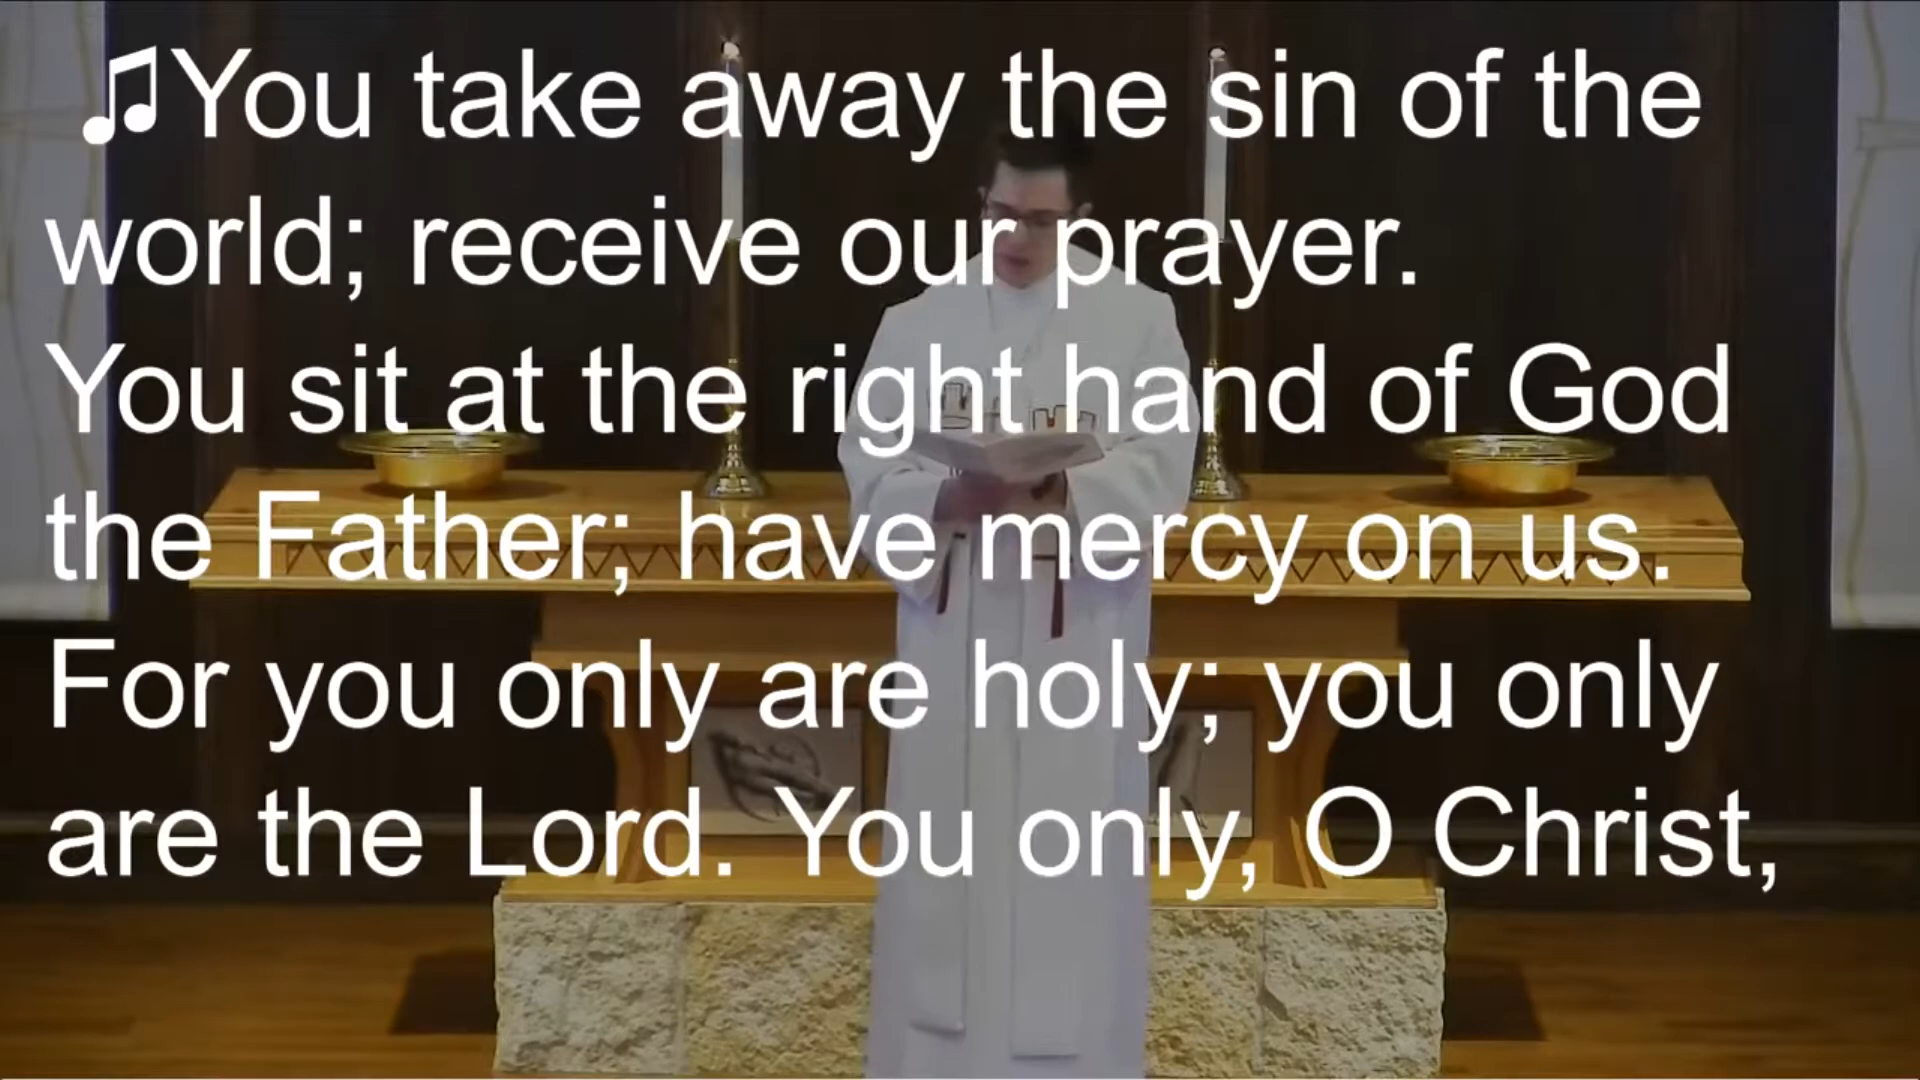 ♫You take away the sin of the
world; receive our prayer.
You sit at the right hand of God
the Father; have mercy on us.
For you only are holy; you only
are the Lord. You only, O Christ,